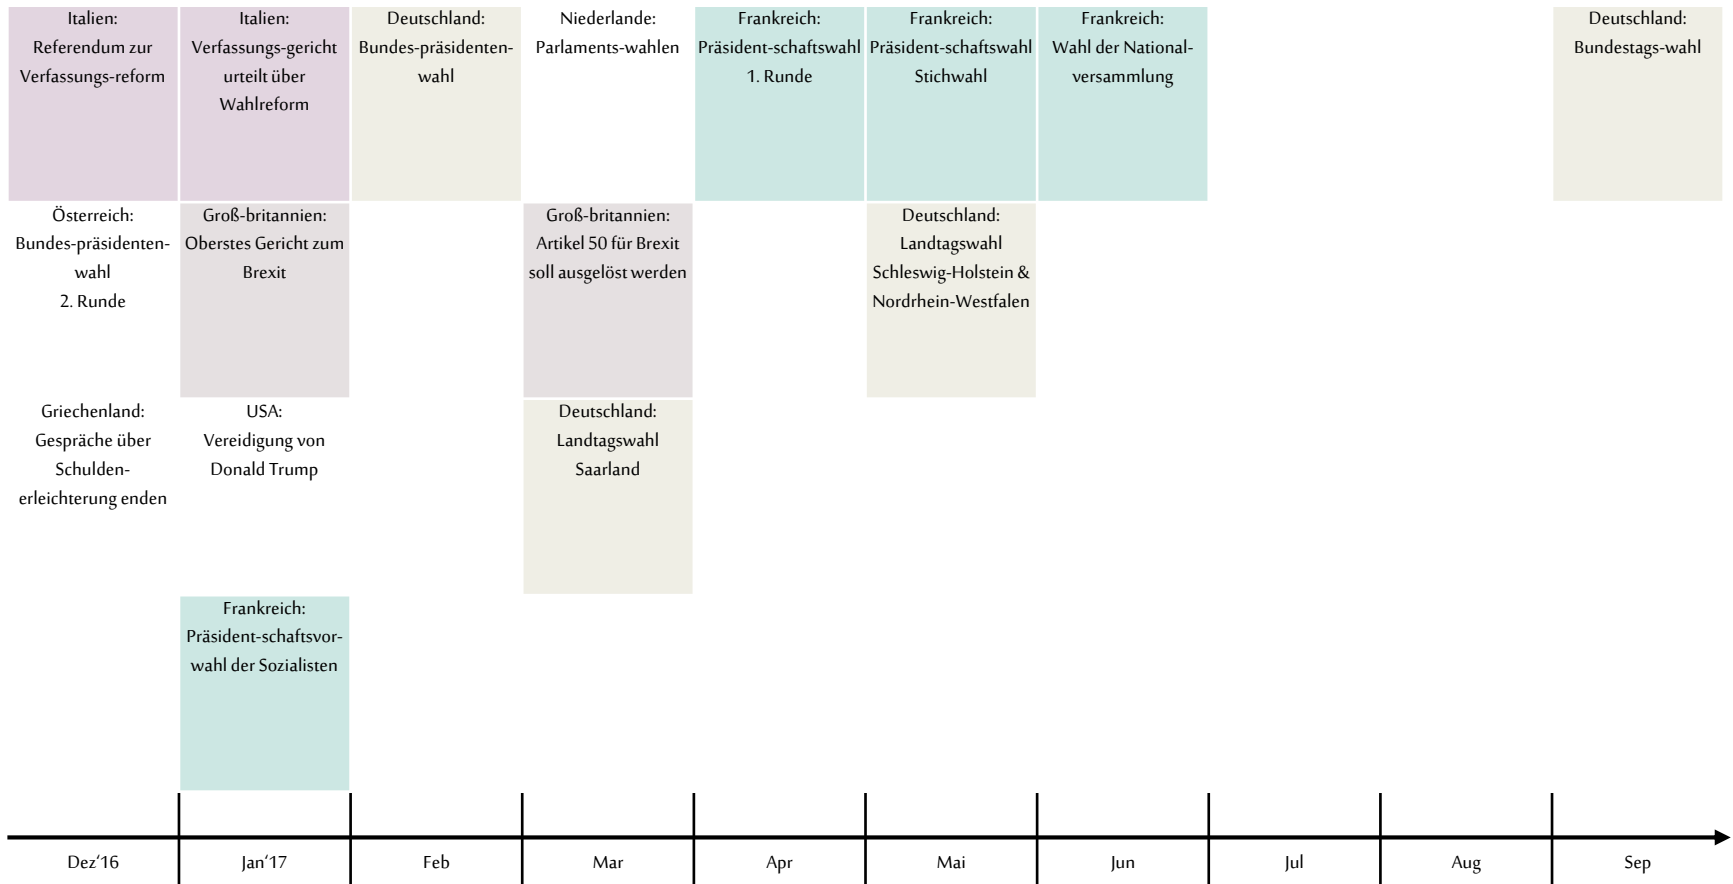 Italien:
Referendum zur
Verfassungs-reform
Italien:
Verfassungs-gericht
urteilt über
Wahlreform
Deutschland:
Bundes-präsidenten-
wahl
Niederlande:
Parlaments-wahlen
Frankreich:
Präsident-schaftswahl
1. Runde
Frankreich:
Präsident-schaftswahl
Stichwahl
Frankreich:
Wahl der National-
versammlung
Deutschland:
Bundestags-wahl
Österreich:
Bundes-präsidenten-
wahl
2. Runde
Groß-britannien:
Oberstes Gericht zum
Brexit
Groß-britannien:
Artikel 50 für Brexit
soll ausgelöst werden
Deutschland:
Landtagswahl
Schleswig-Holstein &
Nordrhein-Westfalen
Griechenland:
Gespräche über
Schulden-
erleichterung enden
USA:
Vereidigung von
Donald Trump
Deutschland:
Landtagswahl
Saarland
Frankreich:
Präsident-schaftsvor-
wahl der Sozialisten
Dez‘16
Jan‘17
Feb
Mar
Apr
Mai
Jun
Jul
Aug
Sep